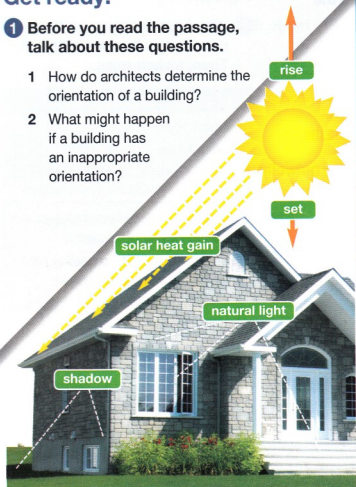 Get ready!
1 Before you read the passage,
talk about these questions.
1 How do architects determine the
orientation of a building?
2 What might happen
if a building has
an inappropriate
orientation?
rise
set
solar heat gain
natural light
shadow